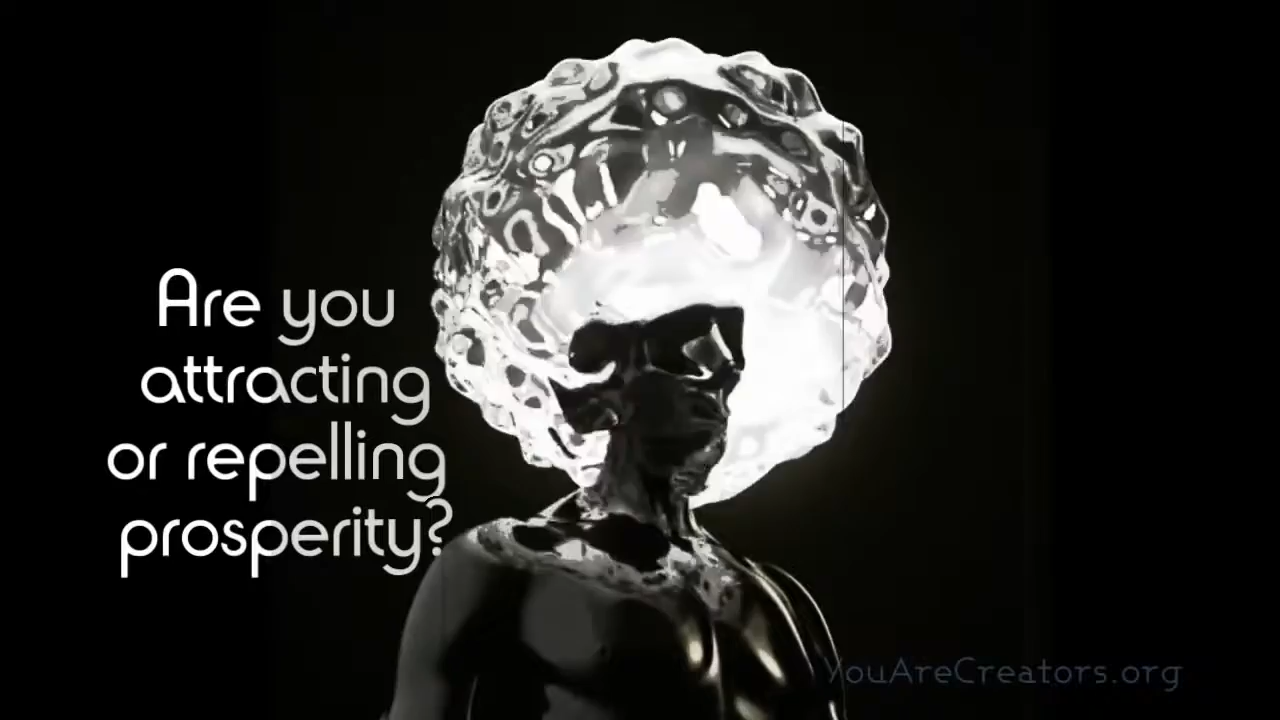 Are you
attracting
or repelling
prosperity?
YouAreCreators.org